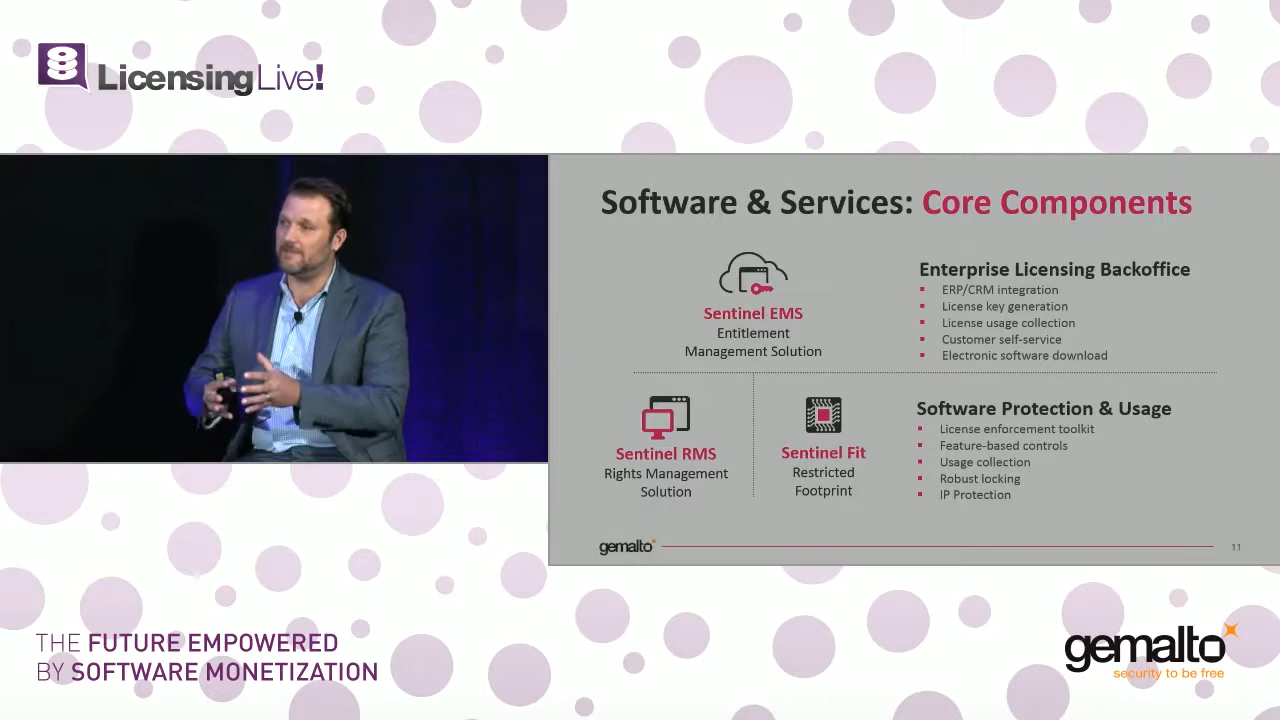 LicensingLive!
Software & Services: Core Components
Sentinel EMS
Entitlement
Management Solution
Enterprise Licensing Backoffice
ERP/CRM integration
License key generation
License usage collection
Customer self-service
Electronic software download
Sentinel RMS
Rights Management
Solution
Sentinel Fit
Restricted
Footprint
Software Protection & Usage
License enforcement toolkit
Feature-based controls
Usage collection
Robust locking
IP Protection
gemalto
11
THE FUTURE EMPOWERED
BY SOFTWARE MONETIZATION
gemalto
security to be free